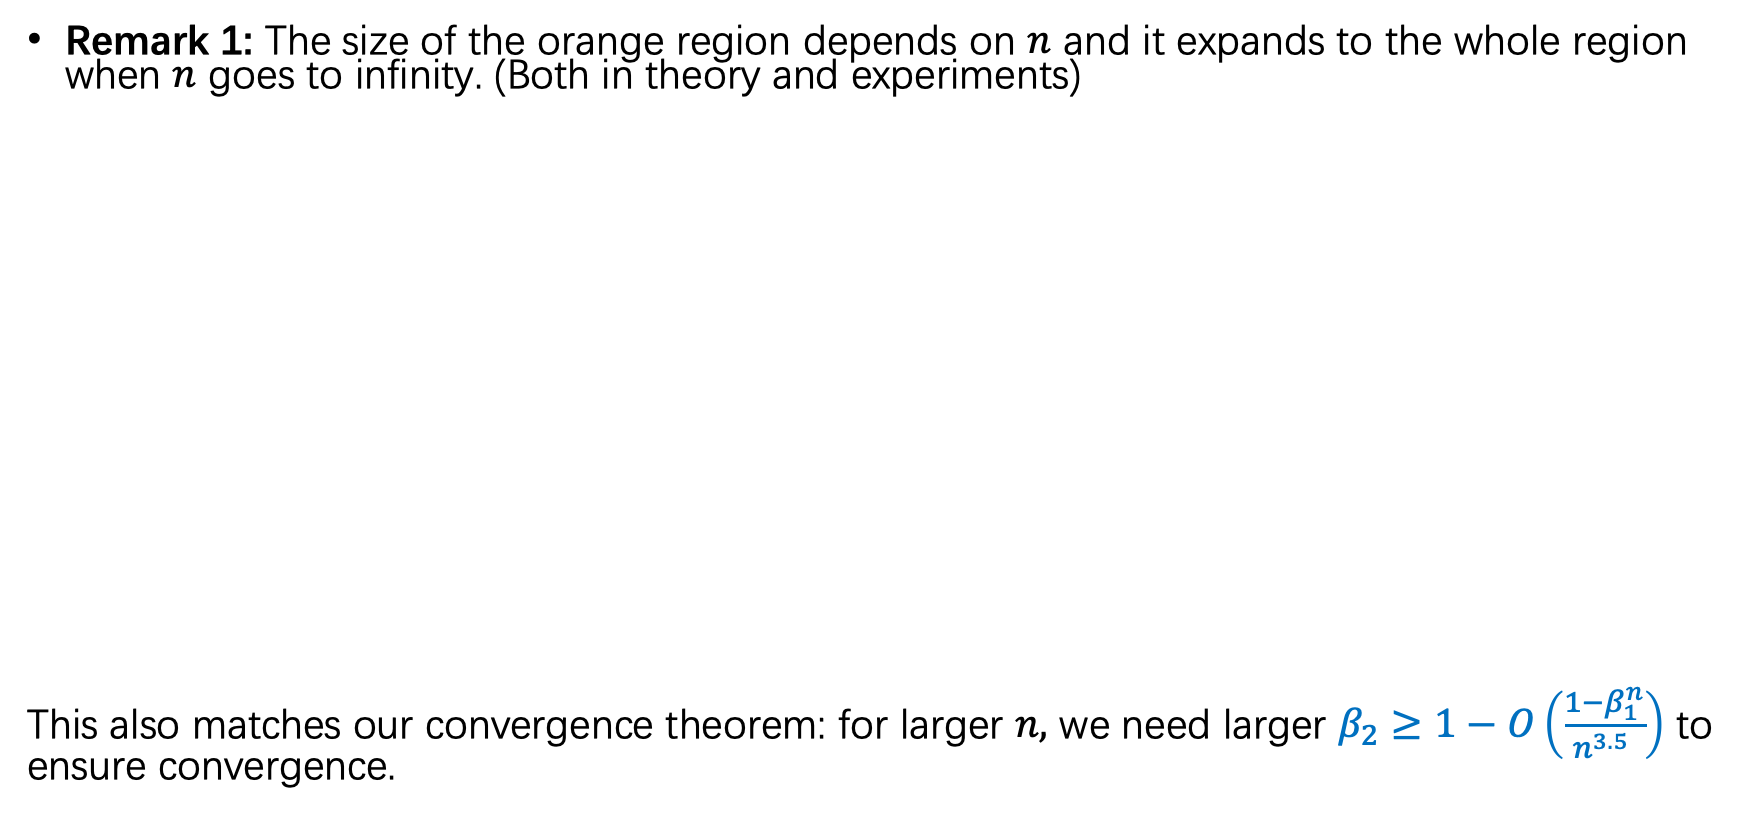 • Remark 1: The size of the orange region depends on n and it expands to the whole region
when n goes to infinity. (Both in theory and experiments)
This also matches our convergence theorem: for larger n, we need larger β₂ ≥ 1 − O((1−β₁ⁿ)/n^3.5) to
ensure convergence.